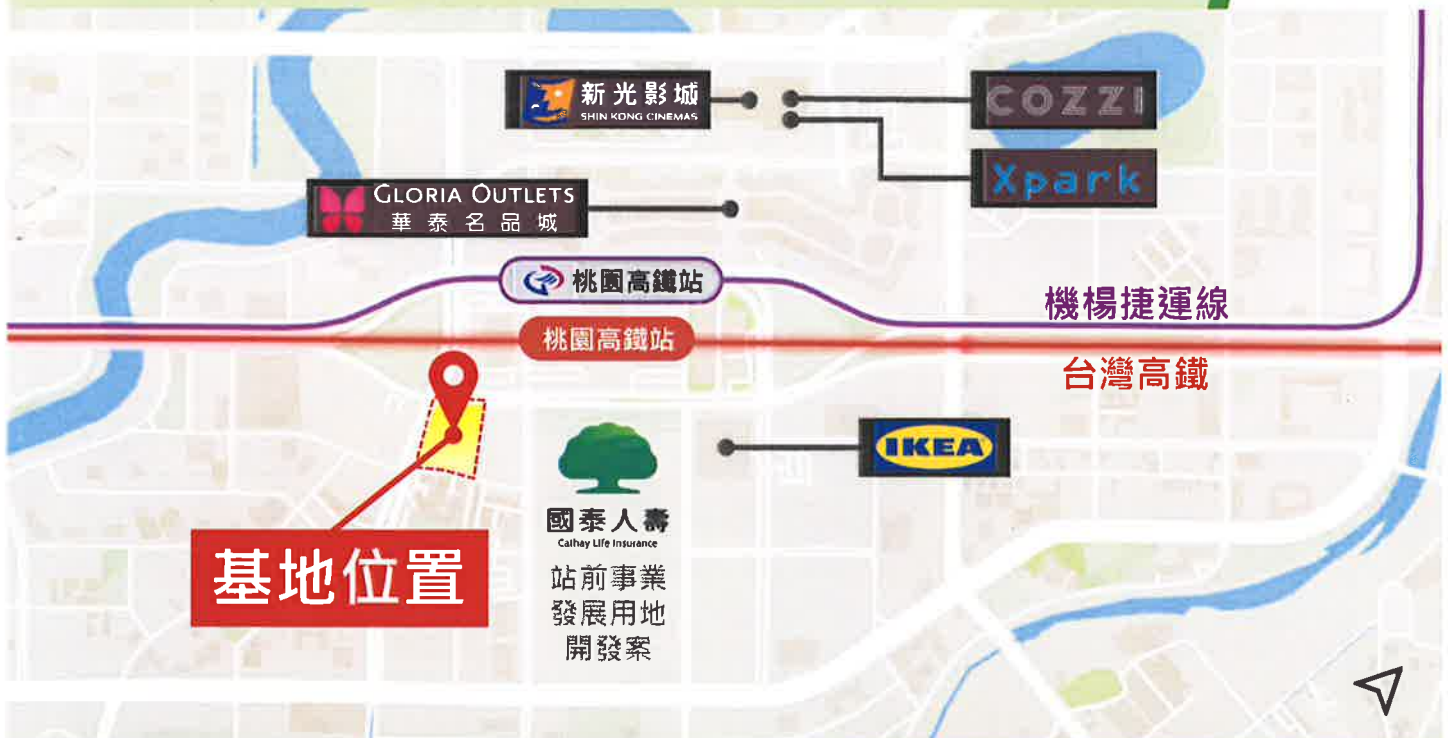 新光影城
SHIN KONG CINEMAS
COZZI
Xpark
GLORIA OUTLETS
華泰名品城
桃園高鐵站
桃園高鐵站
機楊捷運線
台灣高鐵
IKEA
國泰人壽
Cathay Life Insurance
站前事業
發展用地
開發案
基地位置